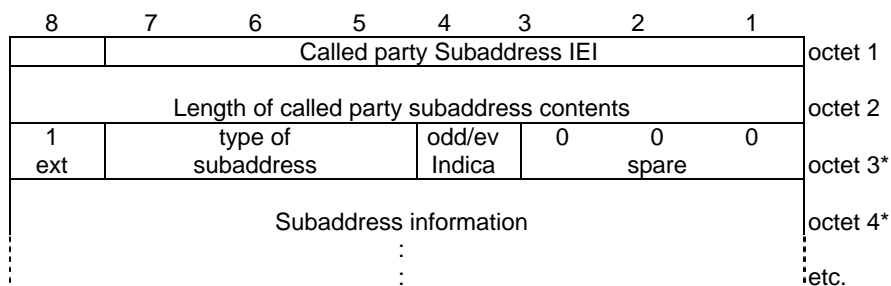 8 7 6 5 4 3 2 1
Called party Subaddress IEI octet 1
Length of called party subaddress contents octet 2
1 type of odd/ev 0 0 0
ext subaddress Indica spare octet 3*
Subaddress information octet 4*
:
: etc.